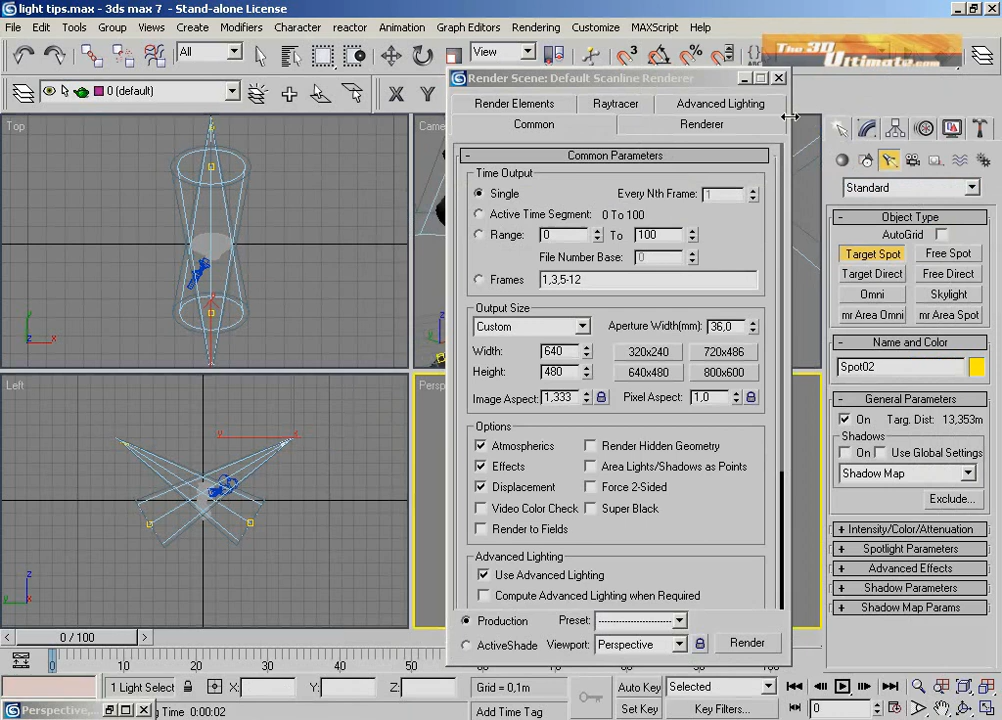 light tips.max - 3ds max 7 - Stand-alone License
File Edit Tools Group Views Create Modifiers Character reactor Animation Graph Editors Rendering Customize MAXScript Help
All View The 3D Ultimate.com
0 (default) X Y
Render Scene: Default Scanline Renderer
Render Elements Raytracer Advanced Lighting
Common Renderer
Top Came
Common Parameters
Time Output
Single Every Nth Frame: 1
Active Time Segment: 0 To 100
Range: 0 To 100
File Number Base: 0
Frames 1,3,5-12
Output Size
Custom Aperture Width(mm): 36,0
Width: 640 320x240 720x486
Height: 480 640x480 800x600
Image Aspect: 1,333 Pixel Aspect: 1,0
Options
Atmospherics Render Hidden Geometry
Effects Area Lights/Shadows as Points
Displacement Force 2-Sided
Video Color Check Super Black
Render to Fields
Advanced Lighting
Use Advanced Lighting
Compute Advanced Lighting when Required
Production Preset: --------------------
ActiveShade Viewport: Perspective Render
Left Persp
Standard
Object Type
AutoGrid
Target Spot Free Spot
Target Direct Free Direct
Omni Skylight
mr Area Omni mr Area Spot
Name and Color
Spot02
General Parameters
On Targ. Dist: 13,353m
Shadows
On Use Global Settings
Shadow Map
Exclude...
Intensity/Color/Attenuation
Spotlight Parameters
Advanced Effects
Shadow Parameters
Shadow Map Params
0 / 100
0 10 20 30 40 50 60 70 80 90
1 Light Select X: Y: Z: Grid = 0,1m Auto Key Selected
Perspective, Time 0:00:02 Add Time Tag Set Key Key Filters... 0